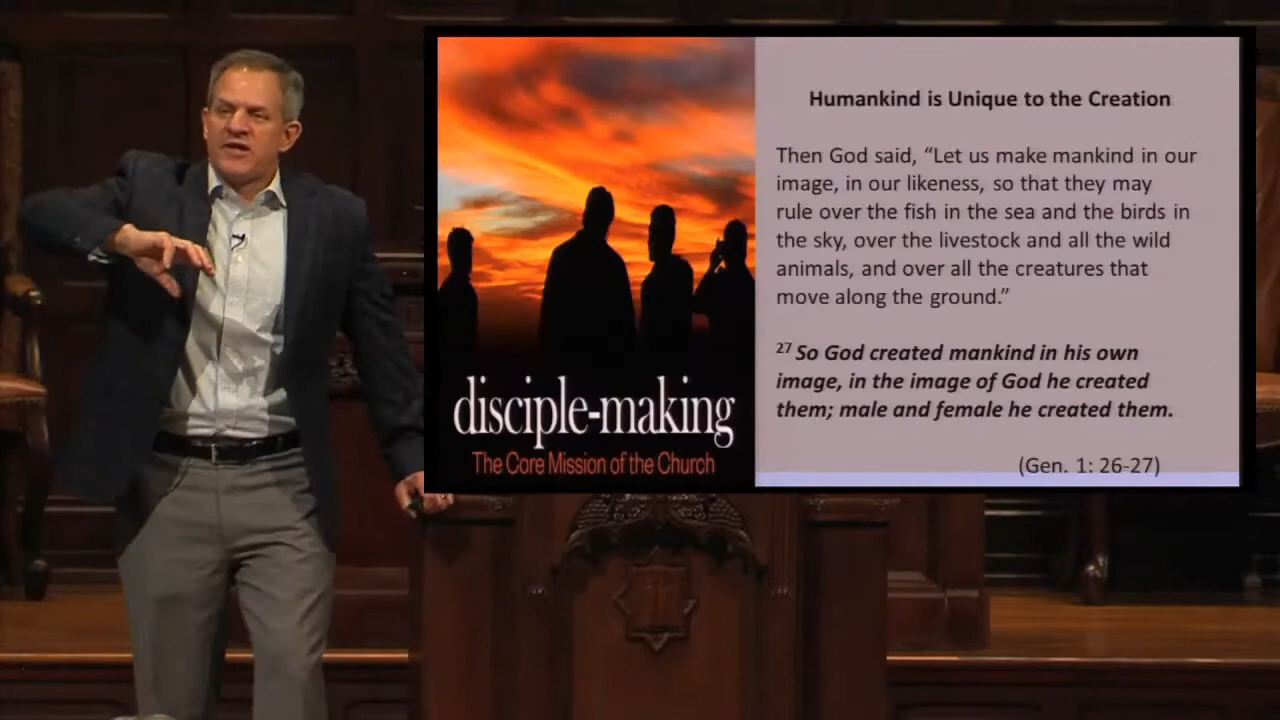 disciple-making
The Core Mission of the Church
Humankind is Unique to the Creation
Then God said, “Let us make mankind in our
image, in our likeness, so that they may
rule over the fish in the sea and the birds in
the sky, over the livestock and all the wild
animals, and over all the creatures that
move along the ground.”
27 So God created mankind in his own
image, in the image of God he created
them; male and female he created them.
(Gen. 1: 26-27)